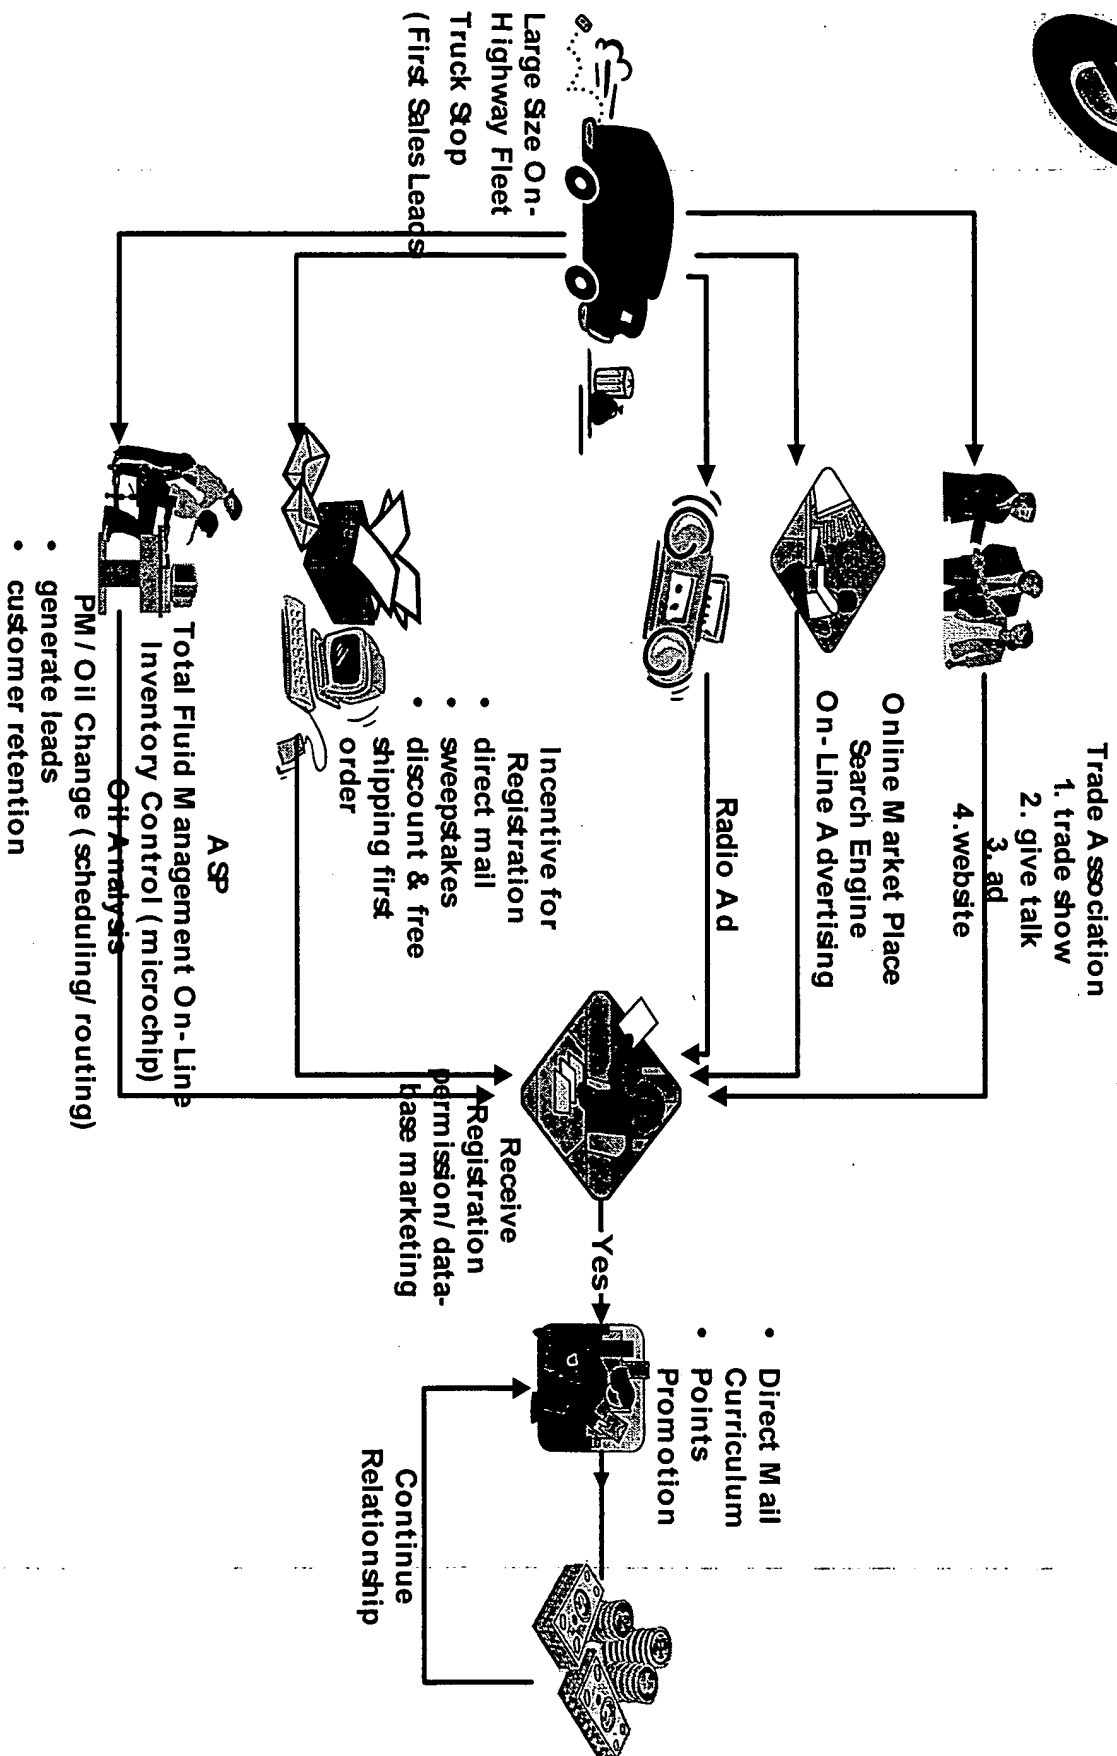 Large Size On-
Highway Fleet
Truck Stop
(First Sales Leads)
Trade Association
1. trade show
2. give talk
3. ad
4. website
Online Market Place
Search Engine
On-Line Advertising
Radio Ad
Incentive for
Registration
• direct mail
• sweepstakes
• discount & free
shipping first
order
ASP
Total Fluid Management On-Line
Inventory Control (microchip)
PM/Oil Change (scheduling/routing)
Oil Analysis
• generate leads
• customer retention
Receive
Registration
permission/data-
base marketing
Yes
• Direct Mail
Curriculum
• Points
Promotion
Continue
Relationship